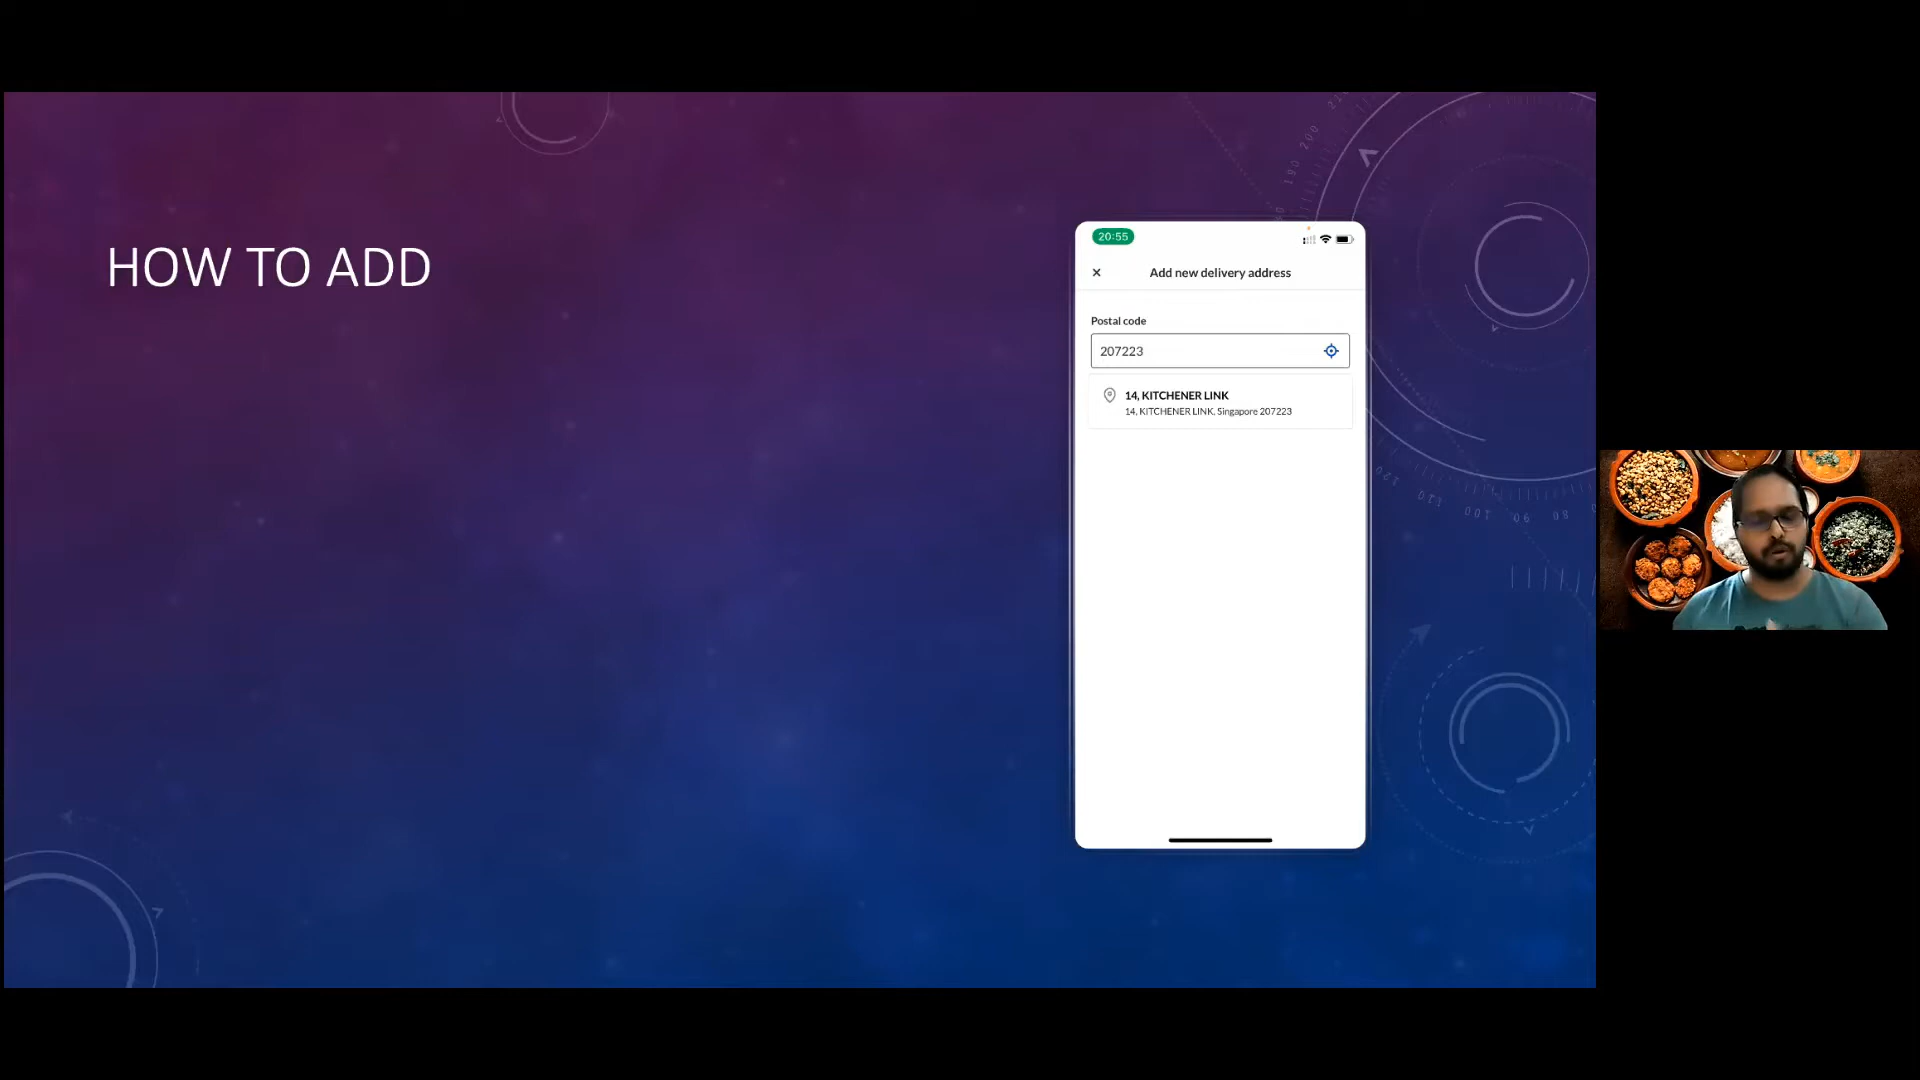 HOW TO ADD
20:55
Add new delivery address
Postal code
207223
14, KITCHENER LINK
14, KITCHENER LINK, Singapore 207223